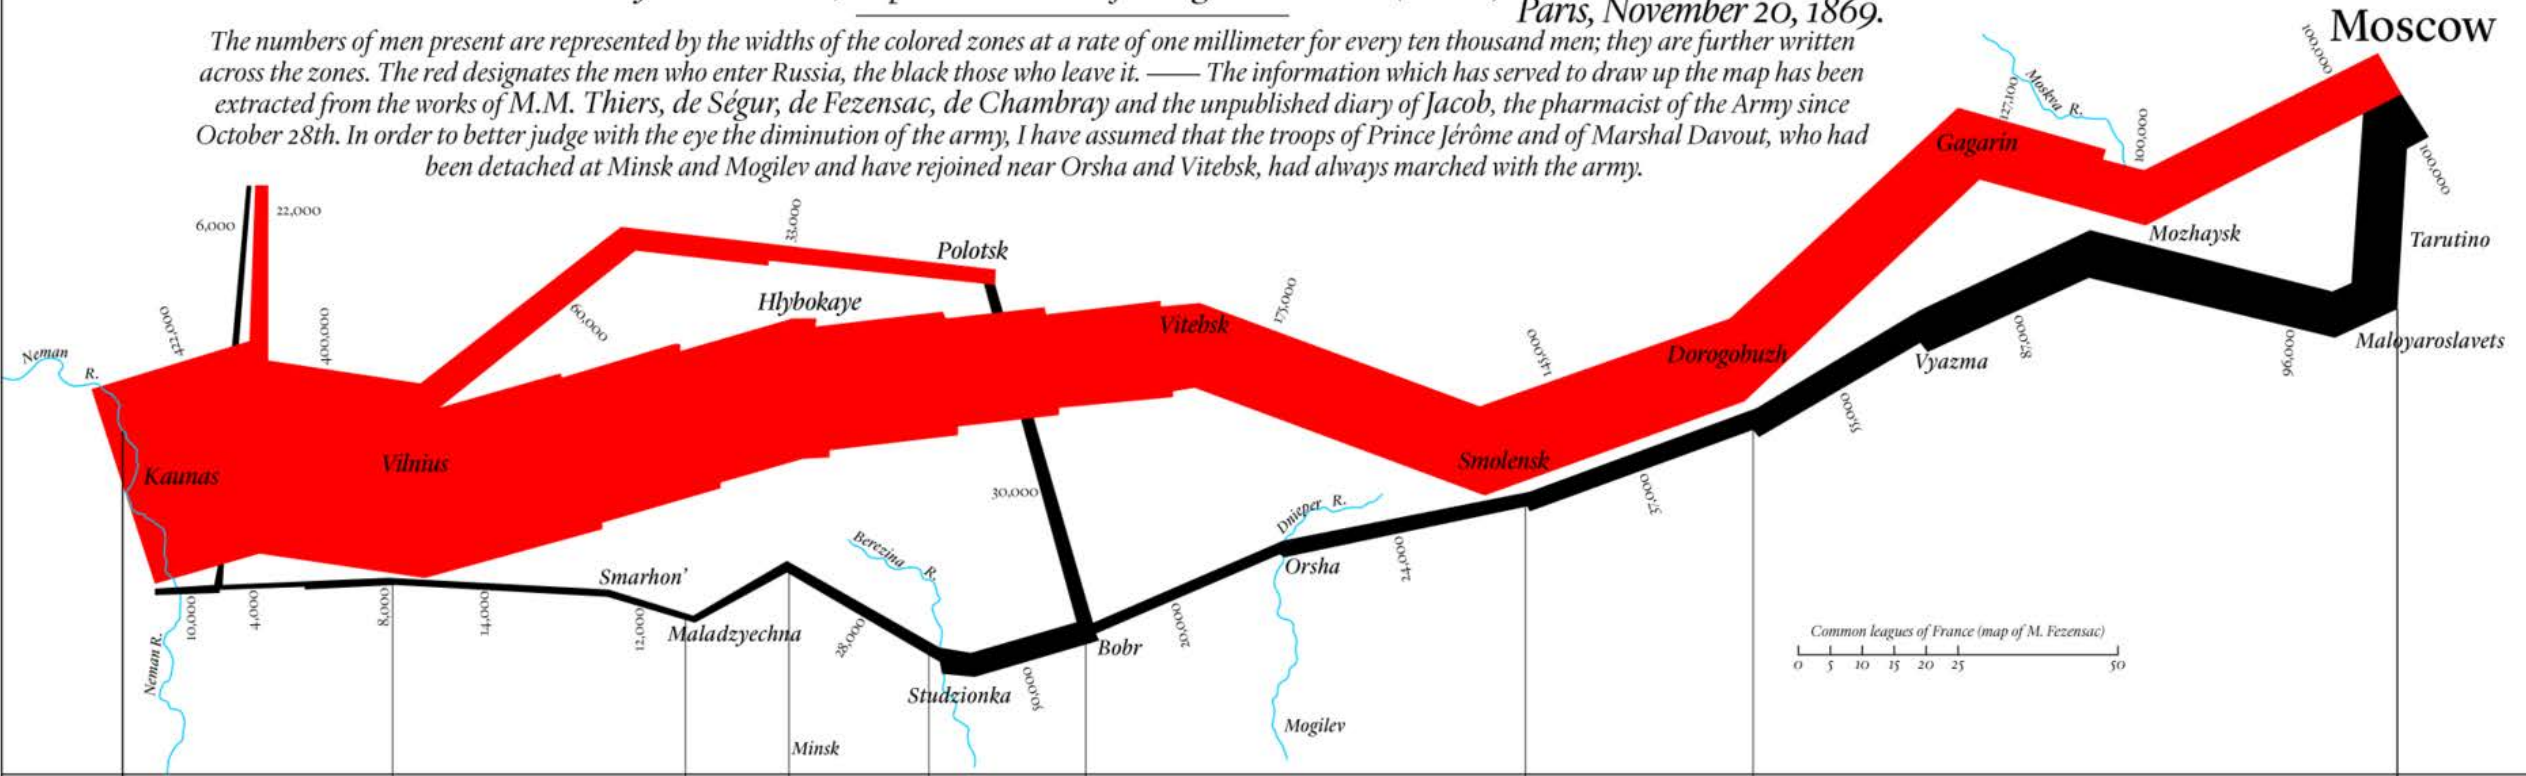 Paris, November 20, 1869.
Moscow
The numbers of men present are represented by the widths of the colored zones at a rate of one millimeter for every ten thousand men; they are further written
across the zones. The red designates the men who enter Russia, the black those who leave it. —— The information which has served to draw up the map has been
extracted from the works of M.M. Thiers, de Ségur, de Fezensac, de Chambray and the unpublished diary of Jacob, the pharmacist of the Army since
October 28th. In order to better judge with the eye the diminution of the army, I have assumed that the troops of Prince Jérôme and of Marshal Davout, who had
been detached at Minsk and Mogilev and have rejoined near Orsha and Vitebsk, had always marched with the army.
100,000
Moskva R.
127,100
100,000
Gagarin
100,000
22,000
6,000
33,000
Polotsk
Mozhaysk
Tarutino
Hlybokaye
422,000
400,000
60,000
175,000
Vitebsk
145,000
Dorogobuzh
Vyazma
87,000
96,000
Maloyaroslavets
Neman
R.
55,000
Kaunas
Vilnius
Smolensk
37,000
30,000
Dnieper R.
Berezina R.
Orsha
24,000
Smarhon’
10,000
4,000
8,000
14,000
12,000
Maladzyechna
28,000
Bobr
20,000
Common leagues of France (map of M. Fezensac)
0 5 10 15 20 25 50
Neman R.
Studzionka
50,000
Mogilev
Minsk